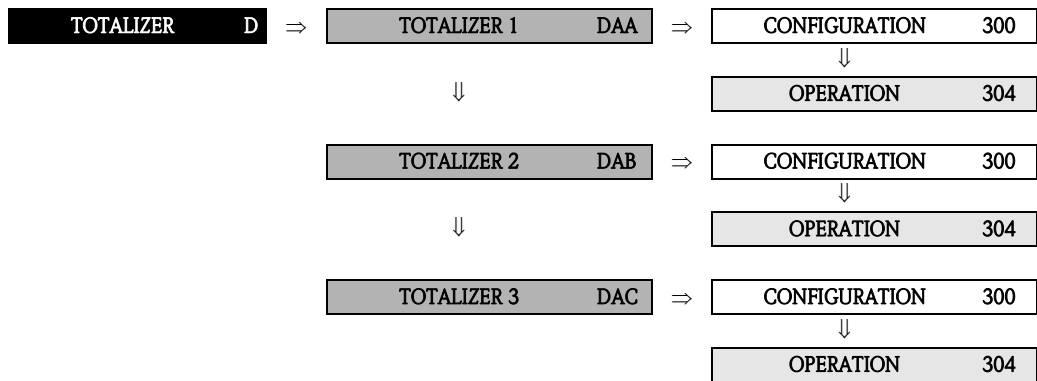 TOTALIZER D ⇒ TOTALIZER 1 DAA ⇒ CONFIGURATION 300
⇓
⇓
OPERATION 304
TOTALIZER 2 DAB ⇒ CONFIGURATION 300
⇓
⇓
OPERATION 304
TOTALIZER 3 DAC ⇒ CONFIGURATION 300
⇓
OPERATION 304